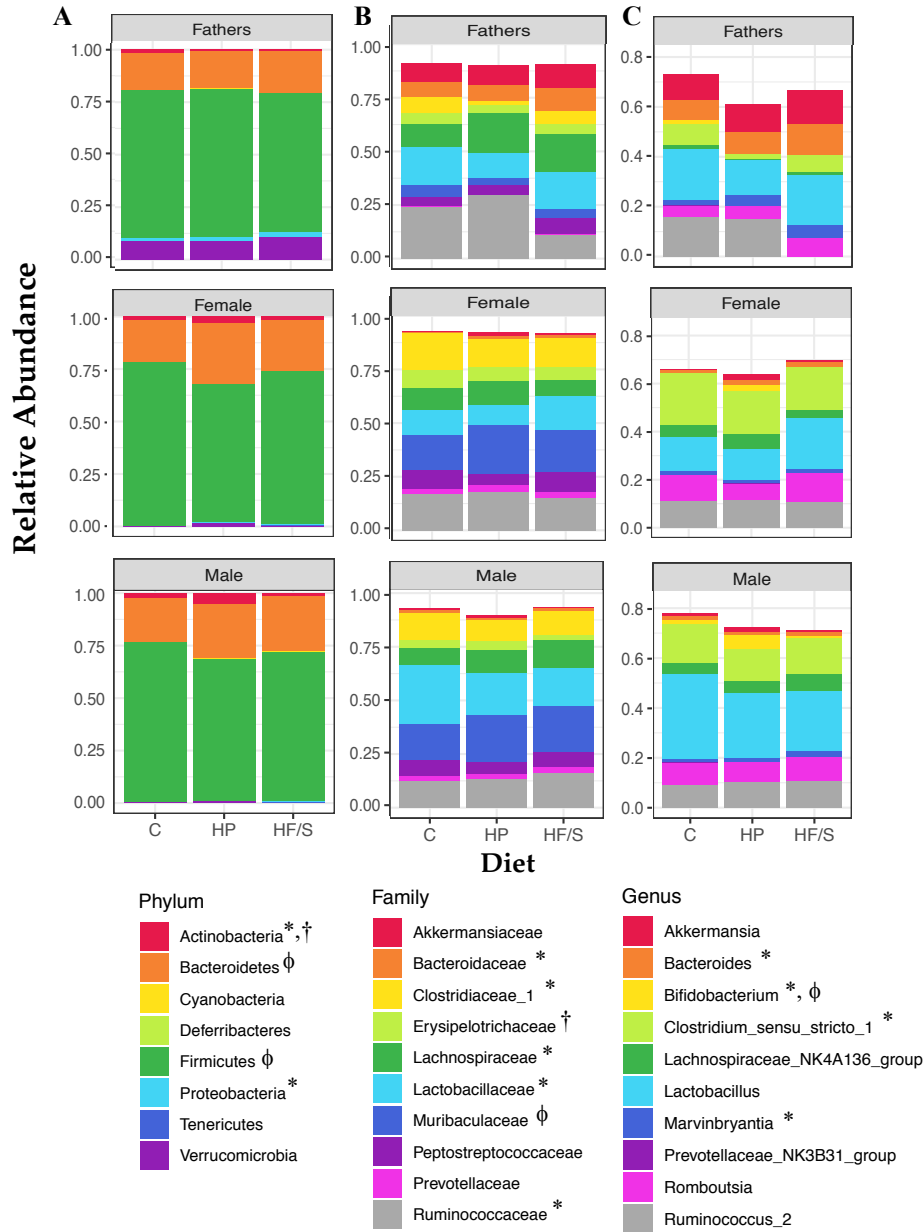 A
B
C
Fathers
Fathers
Fathers
1.00
0.75
0.50
0.25
0.00
1.00
0.75
0.50
0.25
0.00
0.8
0.6
0.4
0.2
0.0
Relative Abundance
Female
Female
Female
1.00
0.75
0.50
0.25
0.00
1.00
0.75
0.50
0.25
0.00
0.8
0.6
0.4
0.2
0.0
Male
Male
Male
1.00
0.75
0.50
0.25
0.00
1.00
0.75
0.50
0.25
0.00
0.8
0.6
0.4
0.2
0.0
C HP HF/S
C HP HF/S
C HP HF/S
Diet
Phylum
Actinobacteria*,†
Bacteroidetes ϕ
Cyanobacteria
Deferribacteres
Firmicutes ϕ
Proteobacteria*
Tenericutes
Verrucomicrobia
Family
Akkermansiaceae
Bacteroidaceae *
Clostridiaceae_1 *
Erysipelotrichaceae †
Lachnospiraceae *
Lactobacillaceae *
Muribaculaceae ϕ
Peptostreptococcaceae
Prevotellaceae
Ruminococcaceae *
Genus
Akkermansia
Bacteroides *
Bifidobacterium *, ϕ
Clostridium_sensu_stricto_1 *
Lachnospiraceae_NK4A136_group
Lactobacillus
Marvinbryantia *
Prevotellaceae_NK3B31_group
Romboutsia
Ruminococcus_2